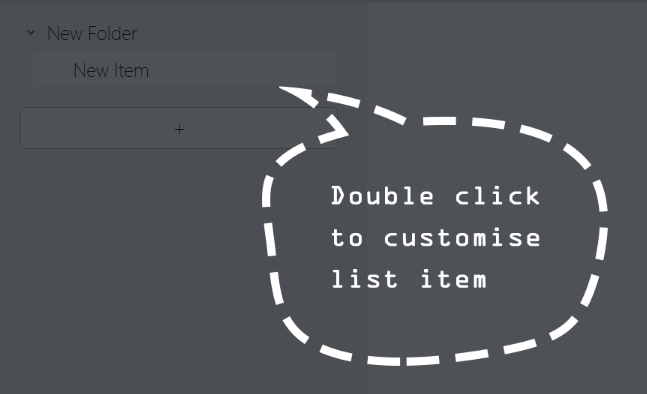 New Folder
New Item
+
Double click
to customise
list item